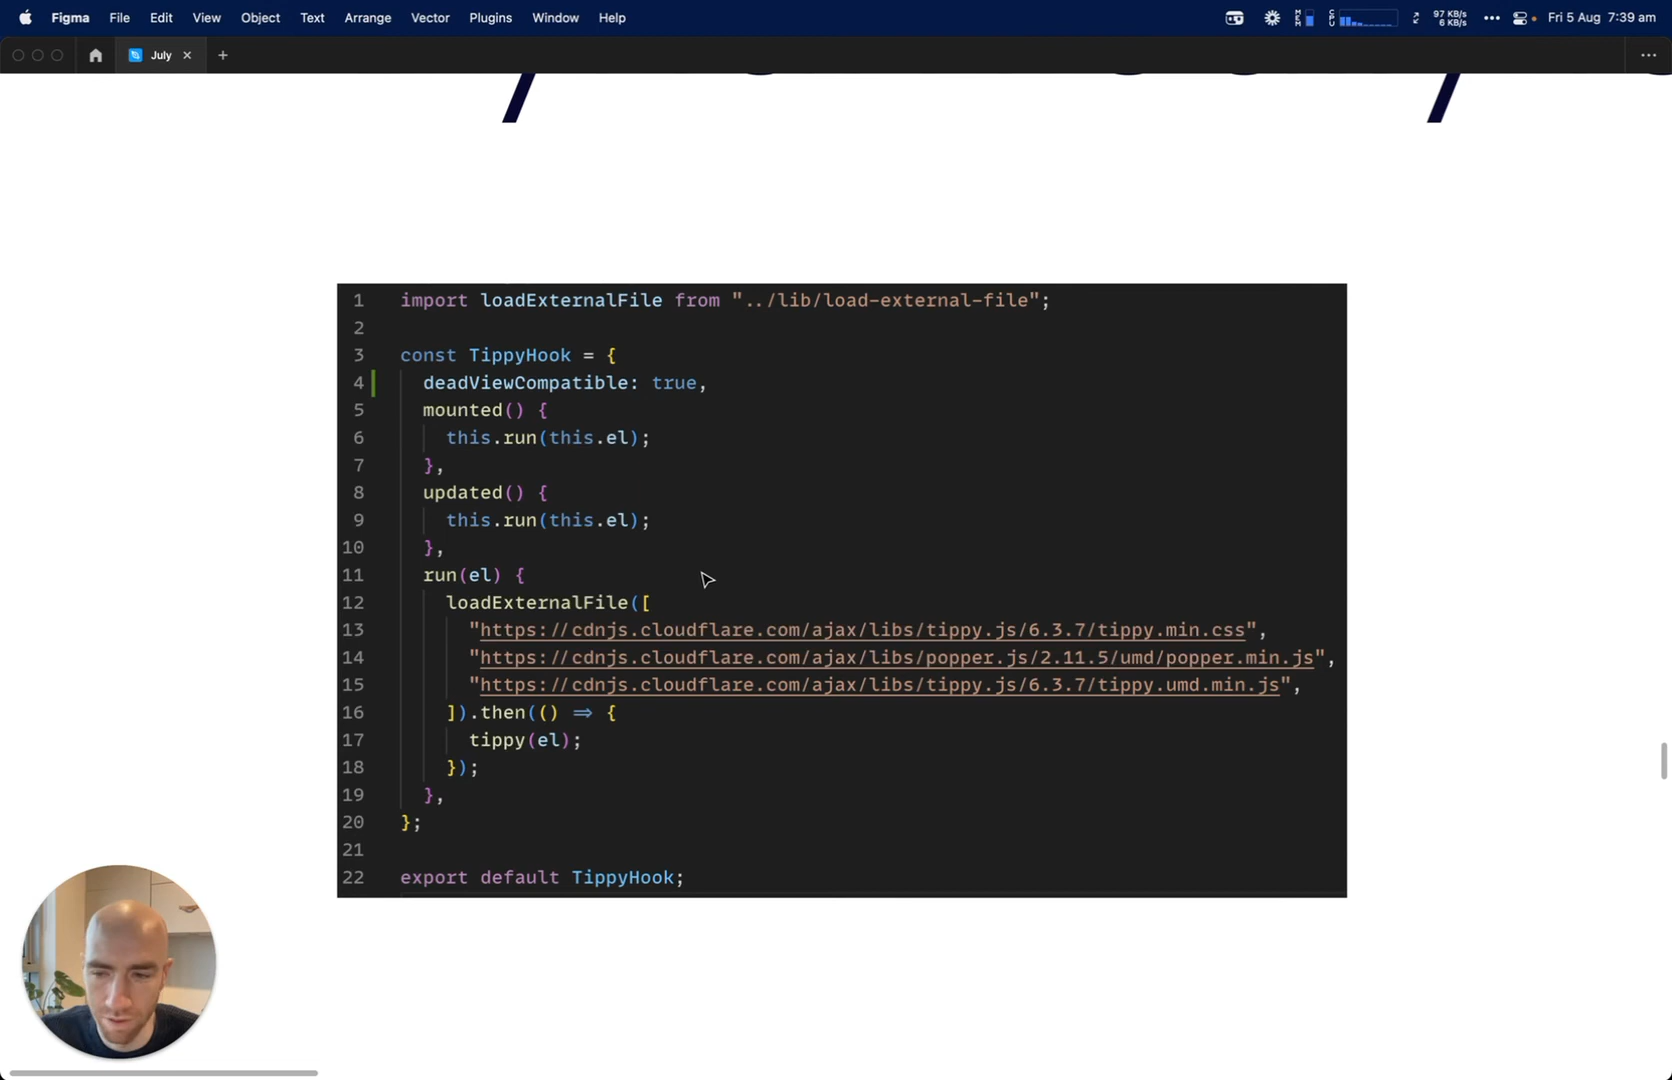 Figma File Edit View Object Text Arrange Vector Plugins Window Help 97 KB/s 6 KB/s Fri 5 Aug 7:39 am
July
1 import loadExternalFile from "../lib/load-external-file";
2
3 const TippyHook = {
4 deadViewCompatible: true,
5 mounted() {
6 this.run(this.el);
7 },
8 updated() {
9 this.run(this.el);
10 },
11 run(el) {
12 loadExternalFile([
13 "https://cdnjs.cloudflare.com/ajax/libs/tippy.js/6.3.7/tippy.min.css",
14 "https://cdnjs.cloudflare.com/ajax/libs/popper.js/2.11.5/umd/popper.min.js",
15 "https://cdnjs.cloudflare.com/ajax/libs/tippy.js/6.3.7/tippy.umd.min.js",
16 ]).then(() ⇒ {
17 tippy(el);
18 });
19 },
20 };
21
22 export default TippyHook;